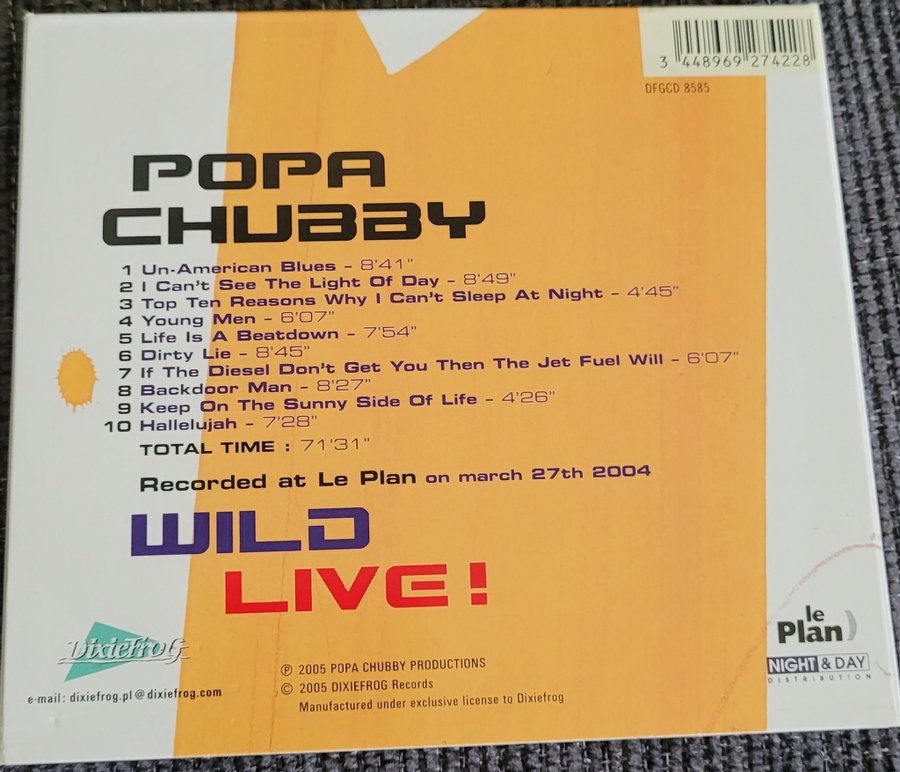 3 448969 274228
DFGCD 8585
POPA
CHUBBY
1 Un-American Blues - 8'41"
2 I Can't See The Light Of Day - 8'49"
3 Top Ten Reasons Why I Can't Sleep At Night - 4'45"
4 Young Men - 6'07"
5 Life Is A Beatdown - 7'54"
6 Dirty Lie - 8'45"
7 If The Diesel Don't Get You Then The Jet Fuel Will - 6'07"
8 Backdoor Man - 8'27"
9 Keep On The Sunny Side Of Life - 4'26"
10 Hallelujah - 7'28"
TOTAL TIME : 71'31"
Recorded at Le Plan on march 27th 2004
WILD
LIVE!
le
Plan
DixieFrog
NIGHT & DAY
DISTRIBUTION
℗ 2005 POPA CHUBBY PRODUCTIONS
© 2005 DIXIEFROG Records
Manufactured under exclusive license to Dixiefrog
e-mail: dixiefrog.pl@dixiefrog.com